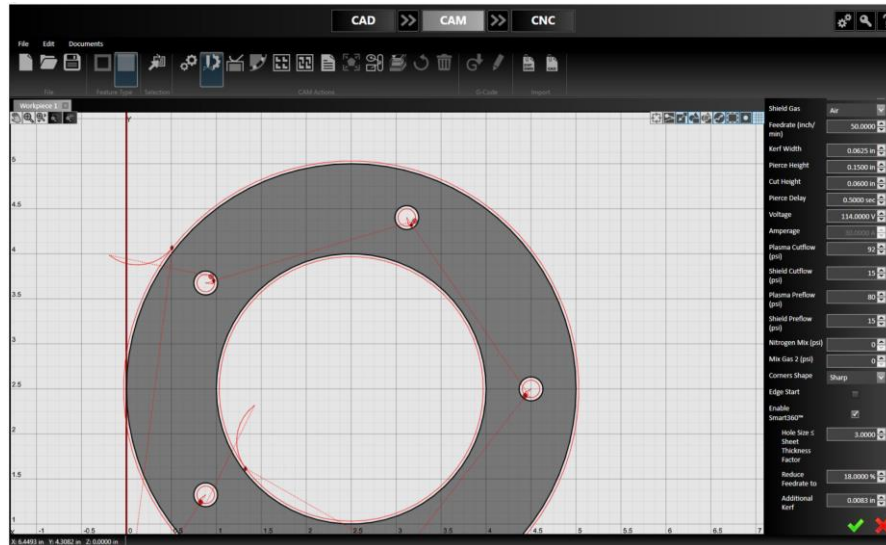 CAD >> CAM >> CNC
File Edit Documents
File Feature Type Selection CAM Actions G-Code Import
Workpiece 1
Y
5
4.5
4
3.5
3
2.5
2
1.5
1
X -1 -0.5 0 0.5 1 1.5 2 2.5 3 3.5 4 4.5 5 5.5 6 6.5 7
X: 6.4493 in Y: 4.3082 in Z: 0.0000 in
Shield Gas Air
Feedrate (inch/
min) 50.0000
Kerf Width 0.0625 in
Pierce Height 0.1500 in
Cut Height 0.0600 in
Pierce Delay 0.5000 sec
Voltage 114.0000 V
Amperage
Plasma Cutflow
(psi) 92
Shield Cutflow
(psi) 15
Plasma Preflow
(psi) 80
Shield Preflow
(psi) 15
Nitrogen Mix (psi) 0
Mix Gas 2 (psi) 0
Corners Shape Sharp
Edge Start
Enable
Smart360™
Hole Size ≤
Sheet
Thickness
Factor 3.0000
Reduce
Feedrate to 18.0000 %
Additional
Kerf 0.0083 in